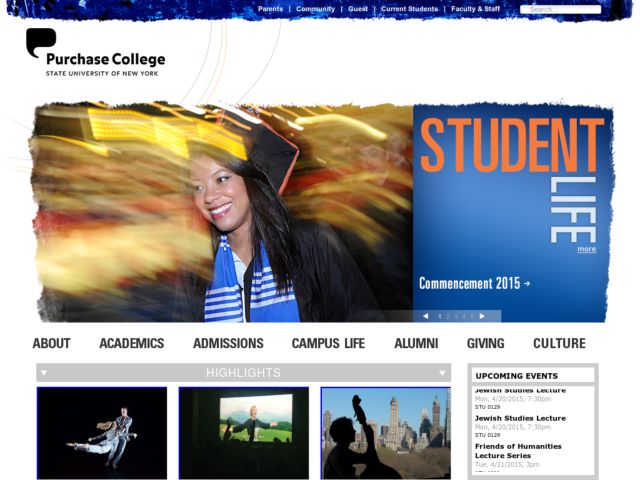 Parents | Community | Guest | Current Students | Faculty & Staff
Search...
Purchase College
STATE UNIVERSITY OF NEW YORK
STUDENT
LIFE
more
Commencement 2015
1 2 3 4 5
ABOUT ACADEMICS ADMISSIONS CAMPUS LIFE ALUMNI GIVING CULTURE
HIGHLIGHTS
UPCOMING EVENTS
Jewish Studies Lecture
Mon, 4/20/2015, 7:30pm
STU 0129
Jewish Studies Lecture
Mon, 4/20/2015, 7:30pm
STU 0129
Friends of Humanities
Lecture Series
Tue, 4/21/2015, 3pm